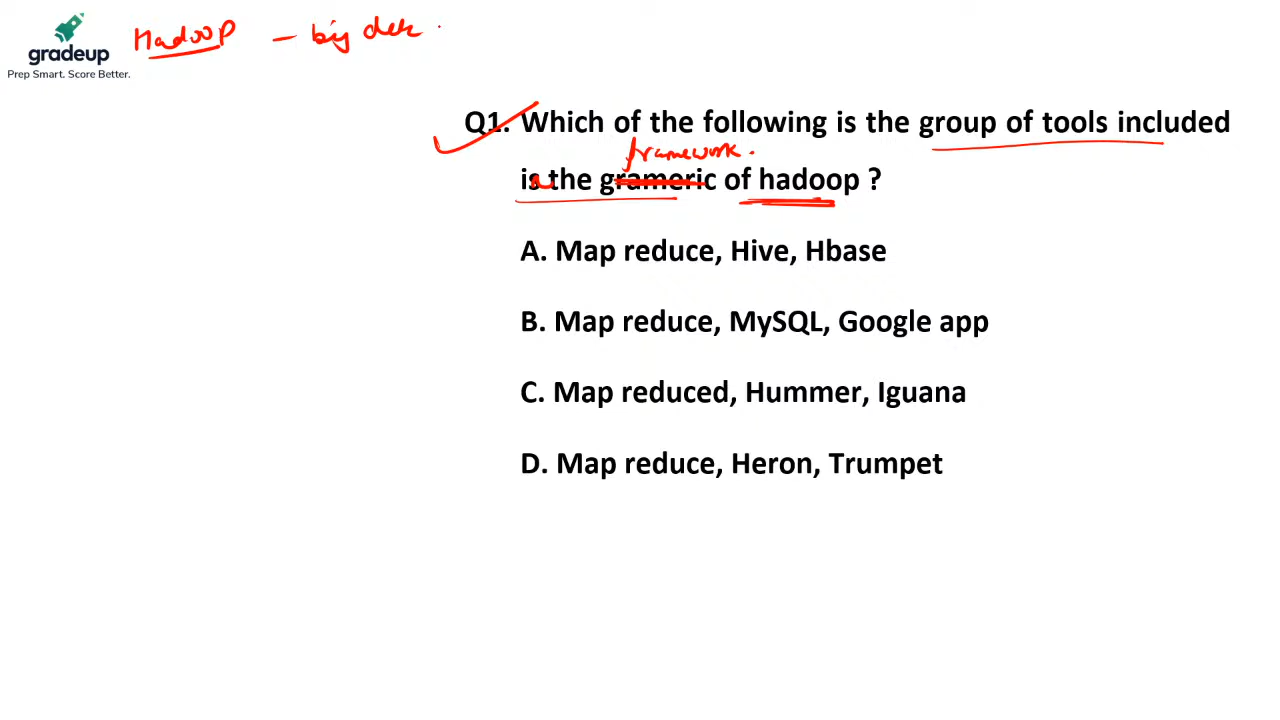 gradeup
Prep Smart. Score Better.
Hadoop - big
Q1. Which of the following is the group of tools included
framework.
is the grameric of hadoop ?
A. Map reduce, Hive, Hbase
B. Map reduce, MySQL, Google app
C. Map reduced, Hummer, Iguana
D. Map reduce, Heron, Trumpet